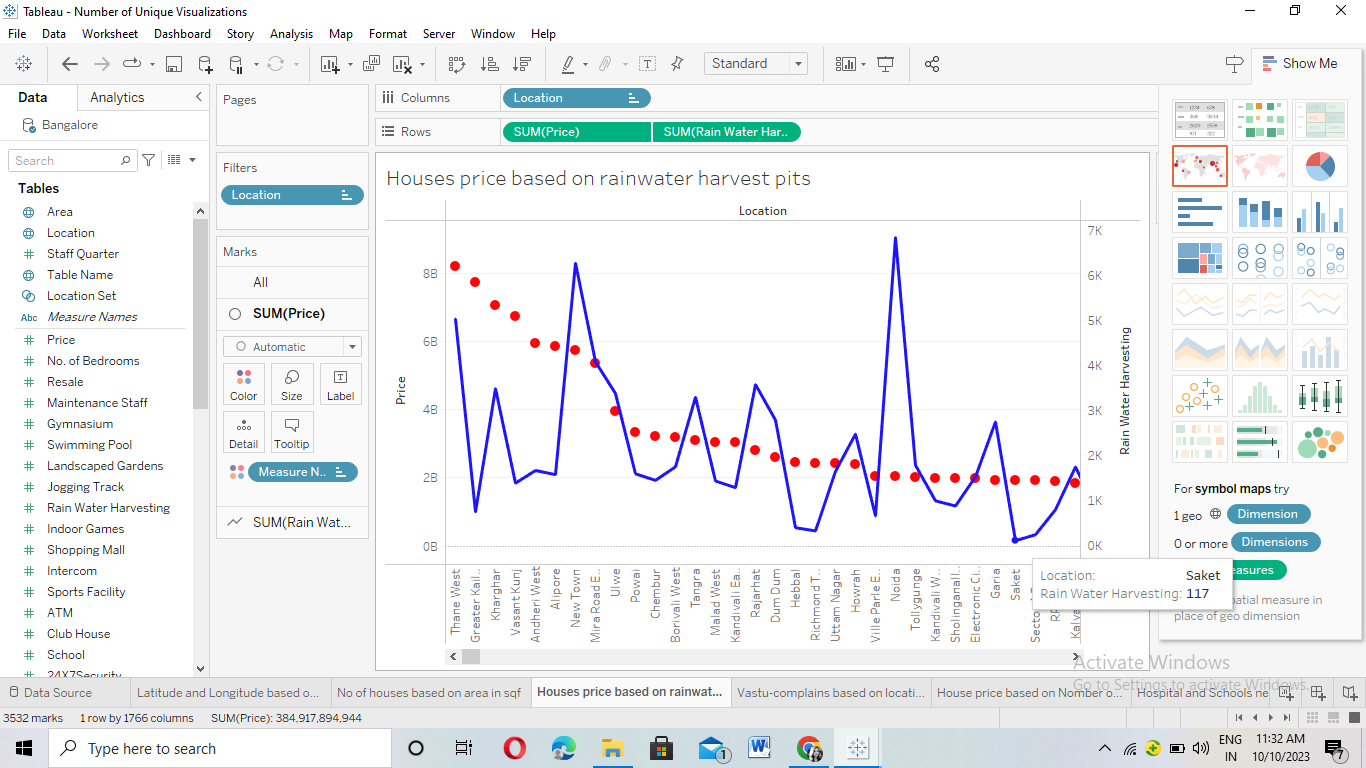 Tableau - Number of Unique Visualizations
File Data Worksheet Dashboard Story Analysis Map Format Server Window Help
Standard
Show Me
Data Analytics
Bangalore
Search
Tables
Area
Location
Staff Quarter
Table Name
Location Set
Abc Measure Names
Price
No. of Bedrooms
Resale
Maintenance Staff
Gymnasium
Swimming Pool
Landscaped Gardens
Jogging Track
Rain Water Harvesting
Indoor Games
Shopping Mall
Intercom
Sports Facility
ATM
Club House
School
24X7Security
Pages
Filters
Location
Marks
All
SUM(Price)
Automatic
Color Size Label
Detail Tooltip
Measure N..
SUM(Rain Wat...
Columns Location
Rows SUM(Price) SUM(Rain Water Har..
Houses price based on rainwater harvest pits
Location
Price
8B
6B
4B
2B
0B
7K
6K
5K
4K
3K
2K
1K
0K
Rain Water Harvesting
Thane West
Greater Kail..
Kharghar
Vasant Kunj
Andheri West
Alipore
New Town
Mira Road E..
Ulwe
Powai
Chembur
Borivali West
Tangra
Malad West
Kandivali Ea..
Rajarhat
Dum Dum
Hebbal
Richmond T..
Uttam Nagar
Howrah
Ville Parle E..
Noida
Tollygunge
Kandivali W..
Sholinganall..
Electronic Ci..
Garia
Saket
Location: Saket
Rain Water Harvesting: 117
1234 678
For symbol maps try
1 geo Dimension
0 or more Dimensions
place of geo dimension
Activate Windows
Go to Settings to activate Windows.
Data Source Latitude and Longitude based o... No of houses based on area in sqf Houses price based on rainwat... Vastu-complains based on locati... House price based on Nomber o... Hospital and Schools ne
3532 marks 1 row by 1766 columns SUM(Price): 384,917,894,944
Type here to search
1
ENG
IN
11:32 AM
10/10/2023
7